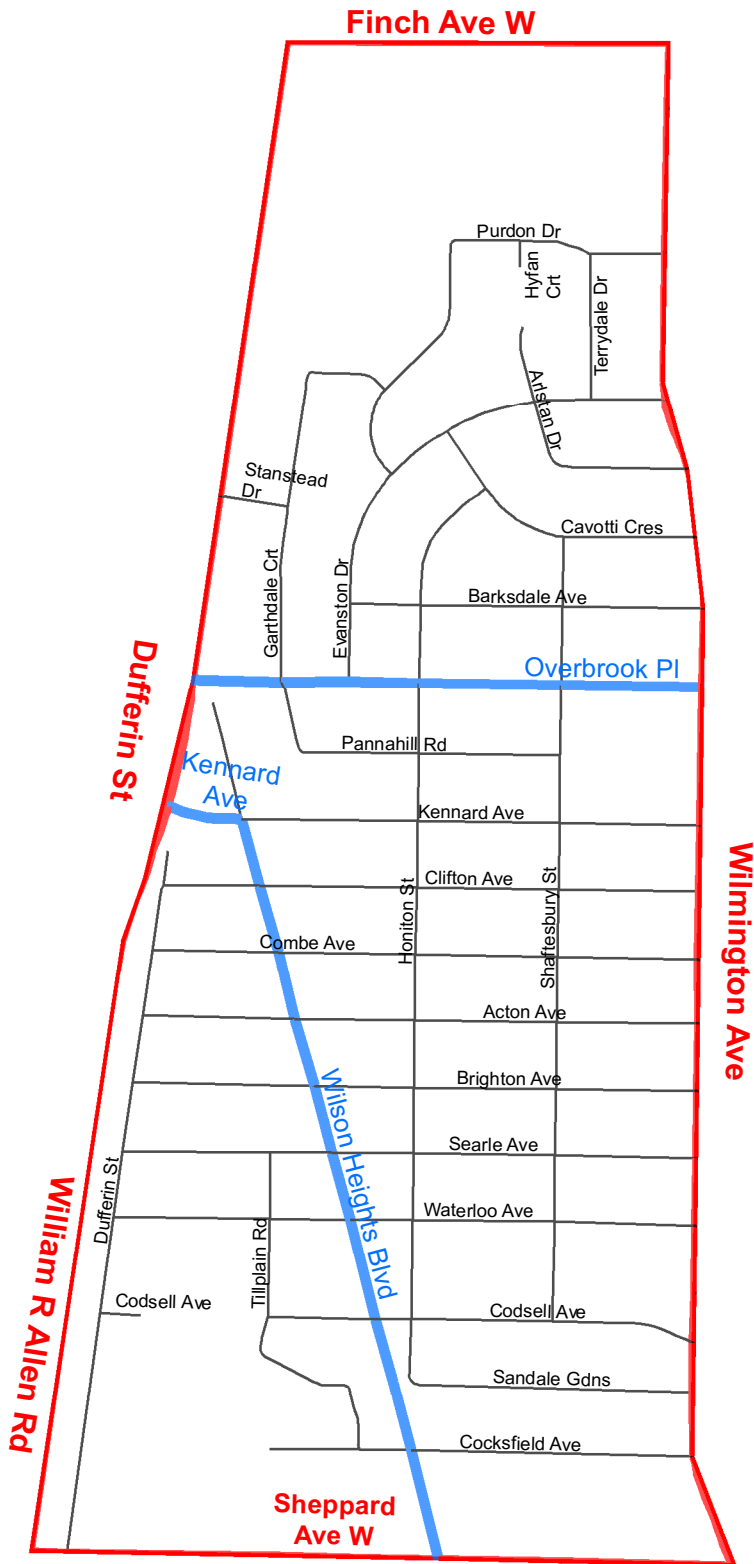 Finch Ave W
Purdon Dr
Hyfan
Crt
Terrydale Dr
Arlstan Dr
Stanstead
Dr
Cavotti Cres
Garthdale Crt
Evanston Dr
Barksdale Ave
Overbrook Pl
Dufferin St
Pannahill Rd
Kennard
Ave
Kennard Ave
Clifton Ave
Honiton St
Shaftesbury St
Wilmington Ave
Combe Ave
Acton Ave
Wilson Heights Blvd
Brighton Ave
Searle Ave
Dufferin St
William R Allen Rd
Tillplain Rd
Waterloo Ave
Codsell Ave
Codsell Ave
Sandale Gdns
Cocksfield Ave
Sheppard
Ave W